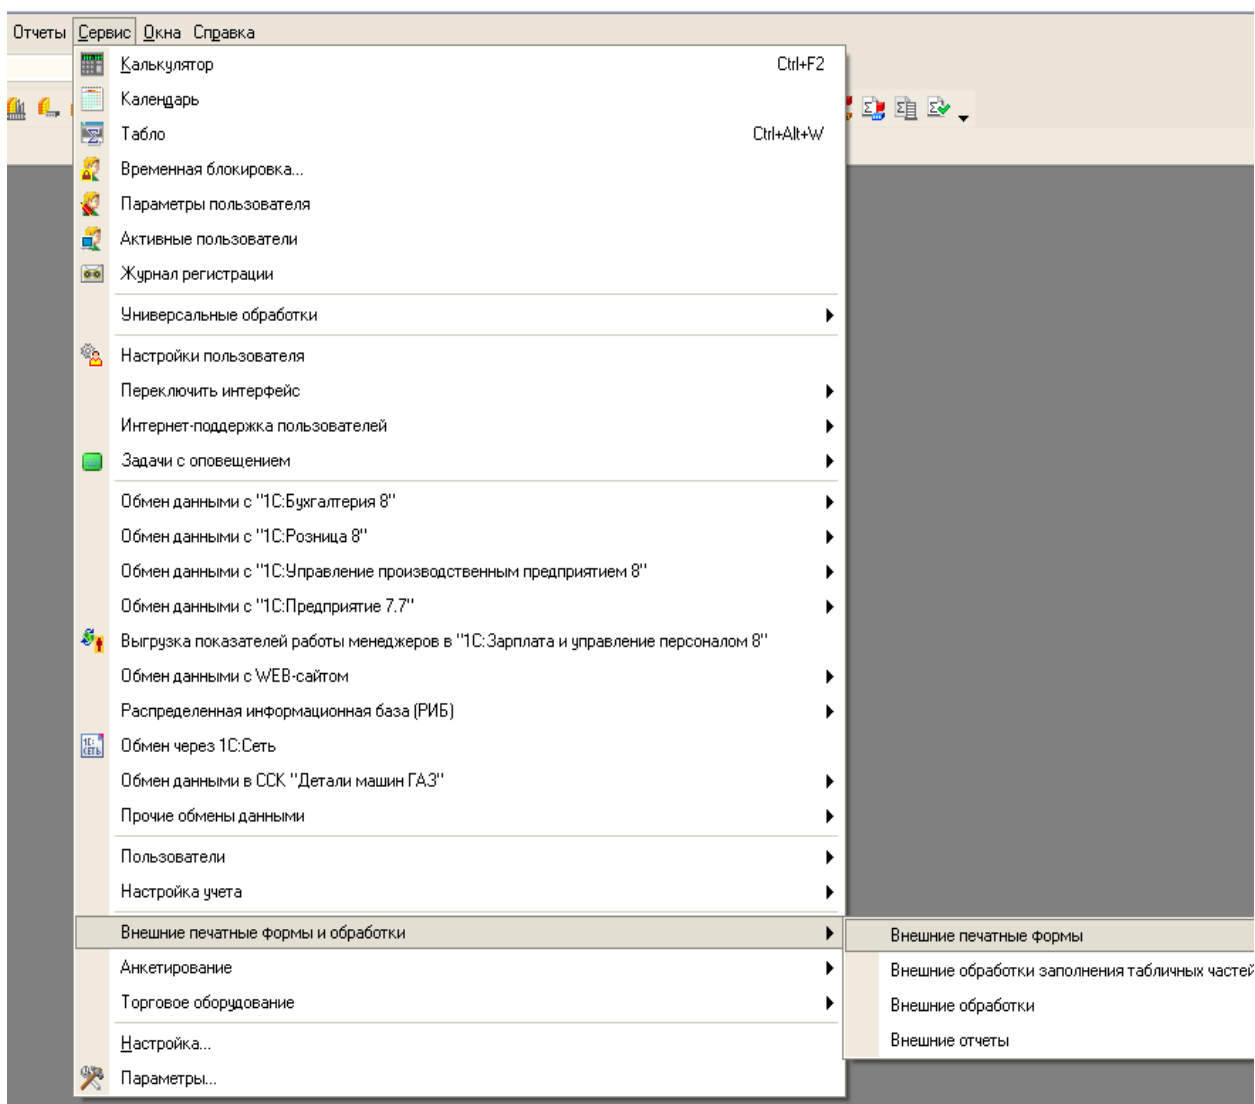 Отчеты Сервис Окна Справка
Калькулятор Ctrl+F2
Календарь
Табло Ctrl+Alt+W
Временная блокировка...
Параметры пользователя
Активные пользователи
Журнал регистрации
Универсальные обработки
Настройки пользователя
Переключить интерфейс
Интернет-поддержка пользователей
Задачи с оповещением
Обмен данными с "1С:Бухгалтерия 8"
Обмен данными с "1С:Розница 8"
Обмен данными с "1С:Управление производственным предприятием 8"
Обмен данными с "1С:Предприятие 7.7"
Выгрузка показателей работы менеджеров в "1С:Зарплата и управление персоналом 8"
Обмен данными с WEB-сайтом
Распределенная информационная база (РИБ)
1С: СЕТЬ Обмен через 1С:Сеть
Обмен данными в ССК "Детали машин ГАЗ"
Прочие обмены данными
Пользователи
Настройка учета
Внешние печатные формы и обработки
Внешние печатные формы
Анкетирование
Внешние обработки заполнения табличных частей
Торговое оборудование
Внешние обработки
Настройка...
Внешние отчеты
Параметры...